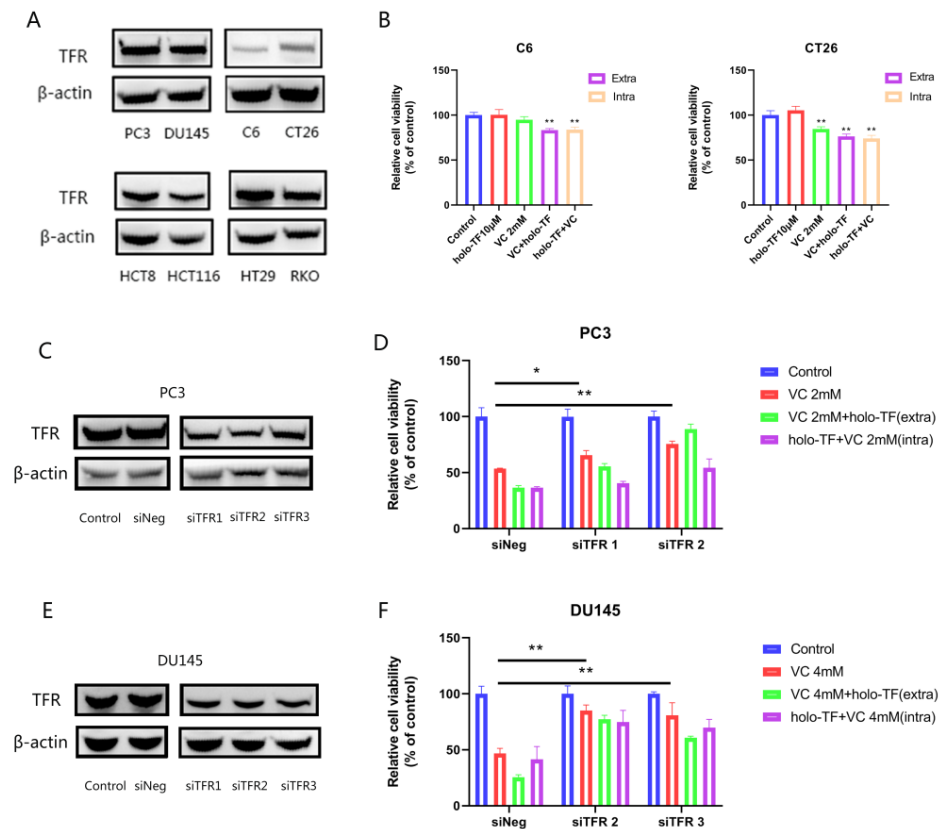 A
TFR
β-actin
PC3 DU145 C6 CT26
TFR
β-actin
HCT8 HCT116 HT29 RKO
B
C6
Relative cell viability
(% of control)
150
100
50
0
Extra
Intra
** **
Control
holo-TF10μM
VC 2mM
VC+holo-TF
holo-TF+VC
CT26
Relative cell viability
(% of control)
150
100
50
0
Extra
Intra
** ** **
Control
holo-TF10μM
VC 2mM
VC+holo-TF
holo-TF+VC
C
PC3
TFR
β-actin
Control siNeg siTFR1 siTFR2 siTFR3
D
PC3
Relative cell viability
(% of control)
150
100
50
0
*
**
siNeg siTFR 1 siTFR 2
Control
VC 2mM
VC 2mM+holo-TF(extra)
holo-TF+VC 2mM(intra)
E
DU145
TFR
β-actin
Control siNeg siTFR1 siTFR2 siTFR3
F
DU145
Relative cell viability
(% of control)
150
100
50
0
**
**
siNeg siTFR 2 siTFR 3
Control
VC 4mM
VC 4mM+holo-TF(extra)
holo-TF+VC 4mM(intra)